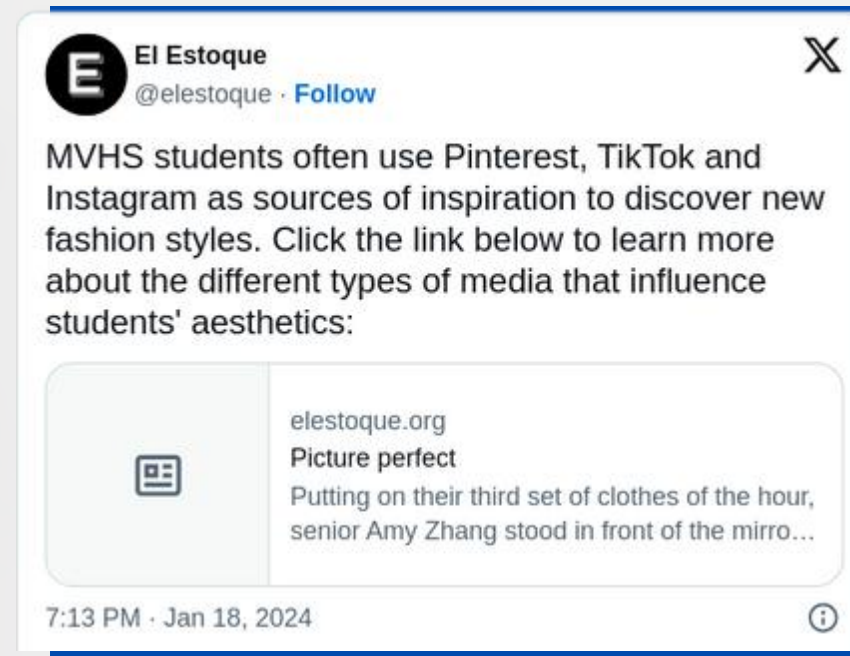 E
El Estoque
@elestoque · Follow
MVHS students often use Pinterest, TikTok and
Instagram as sources of inspiration to discover new
fashion styles. Click the link below to learn more
about the different types of media that influence
students' aesthetics:
elestoque.org
Picture perfect
Putting on their third set of clothes of the hour,
senior Amy Zhang stood in front of the mirro…
7:13 PM · Jan 18, 2024